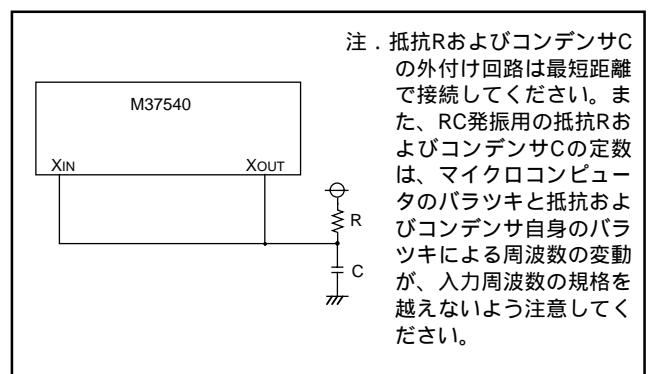 M37540
XIN
XOUT
R
C
注．抵抗RおよびコンデンサC
の外付け回路は最短距離
で接続してください。ま
た、RC発振用の抵抗Rお
よびコンデンサCの定数
は、マイクロコンピュー
タのバラツキと抵抗およ
びコンデンサ自身のバラ
ツキによる周波数の変動
が、入力周波数の規格を
越えないよう注意してく
ださい。